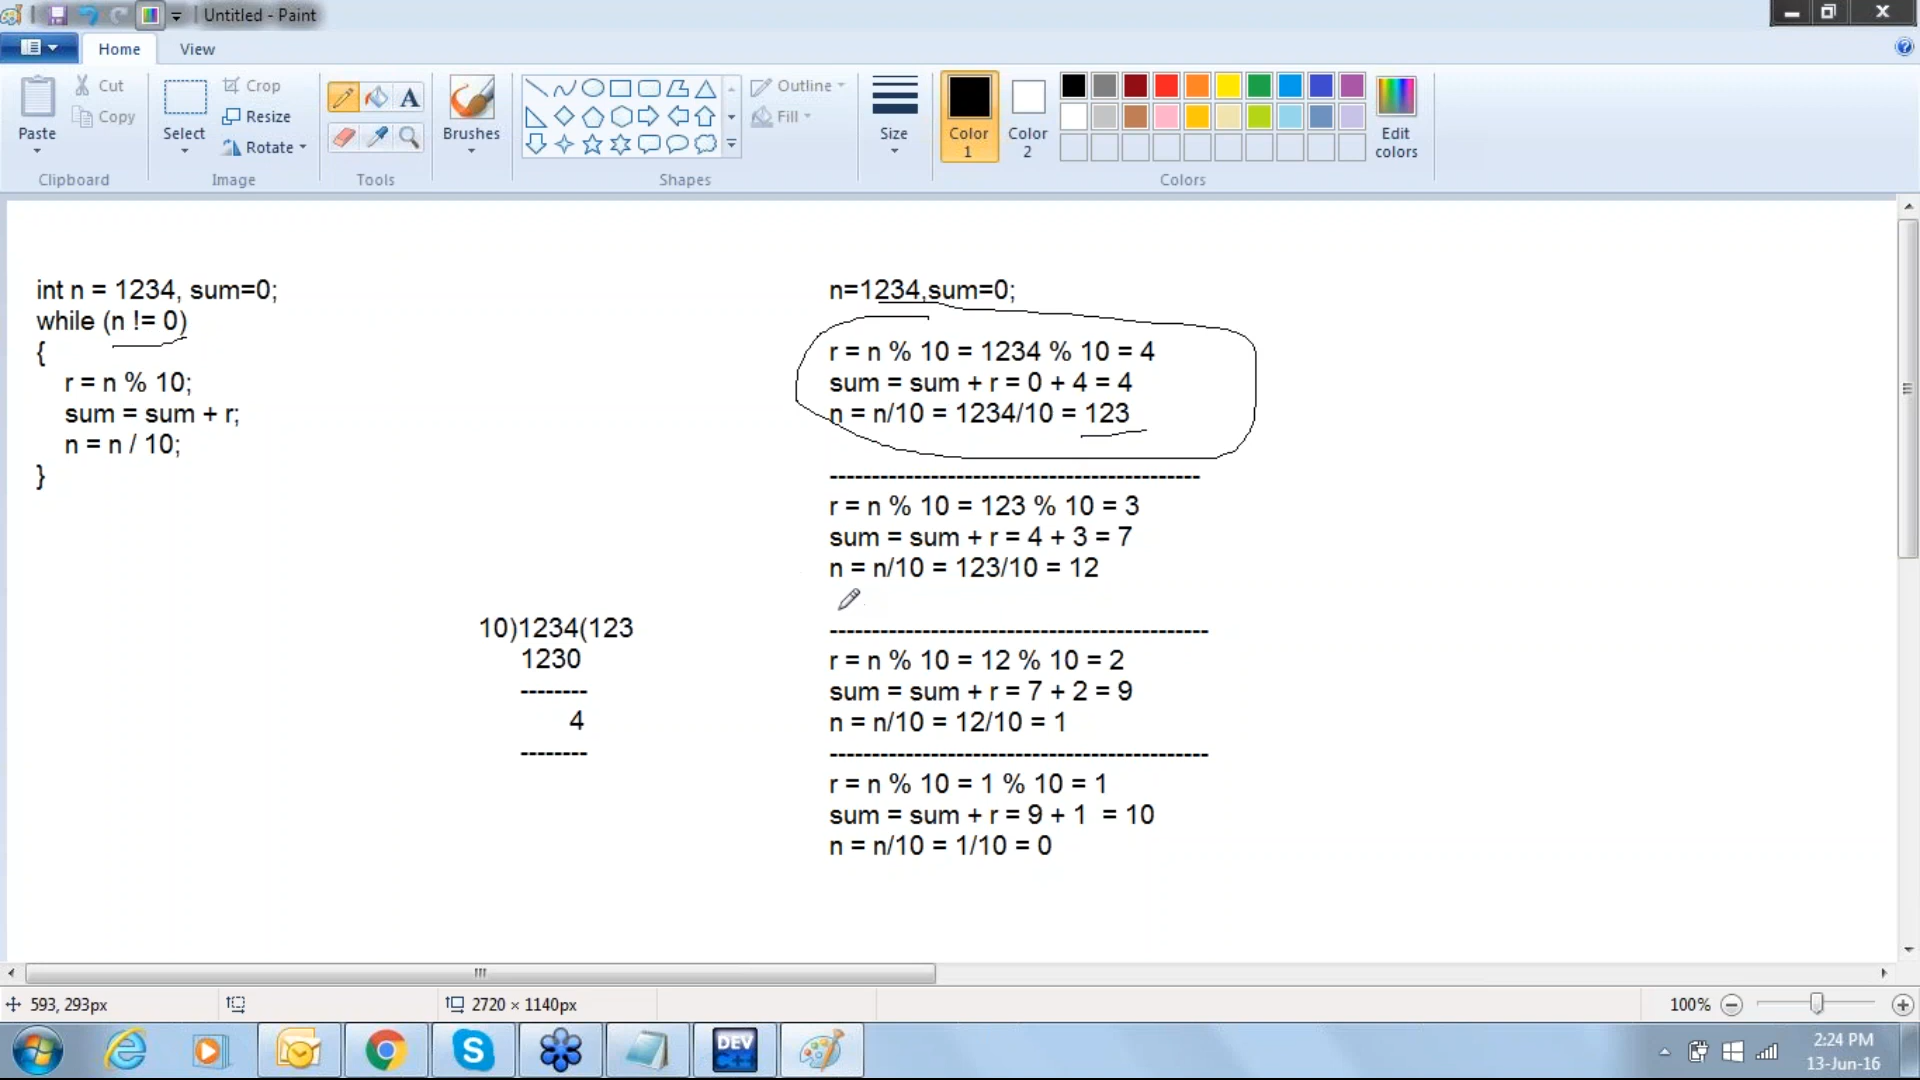 Untitled - Paint
Home
View
Paste
Cut
Copy
Clipboard
Select
Crop
Resize
Rotate
Image
A
Tools
Brushes
Shapes
Outline
Fill
Size
Color 1
Color 2
Edit colors
Colors
int n = 1234, sum=0;
while (n != 0)
{
r = n % 10;
sum = sum + r;
n = n / 10;
}
10)1234(123
1230
--------
4
--------
n=1234,sum=0;
r = n % 10 = 1234 % 10 = 4
sum = sum + r = 0 + 4 = 4
n = n/10 = 1234/10 = 123
--------------------------------------------
r = n % 10 = 123 % 10 = 3
sum = sum + r = 4 + 3 = 7
n = n/10 = 123/10 = 12
---------------------------------------------
r = n % 10 = 12 % 10 = 2
sum = sum + r = 7 + 2 = 9
n = n/10 = 12/10 = 1
---------------------------------------------
r = n % 10 = 1 % 10 = 1
sum = sum + r = 9 + 1  = 10
n = n/10 = 1/10 = 0
593, 293px
2720 × 1140px
100%
DEV C++
2:24 PM
13-Jun-16